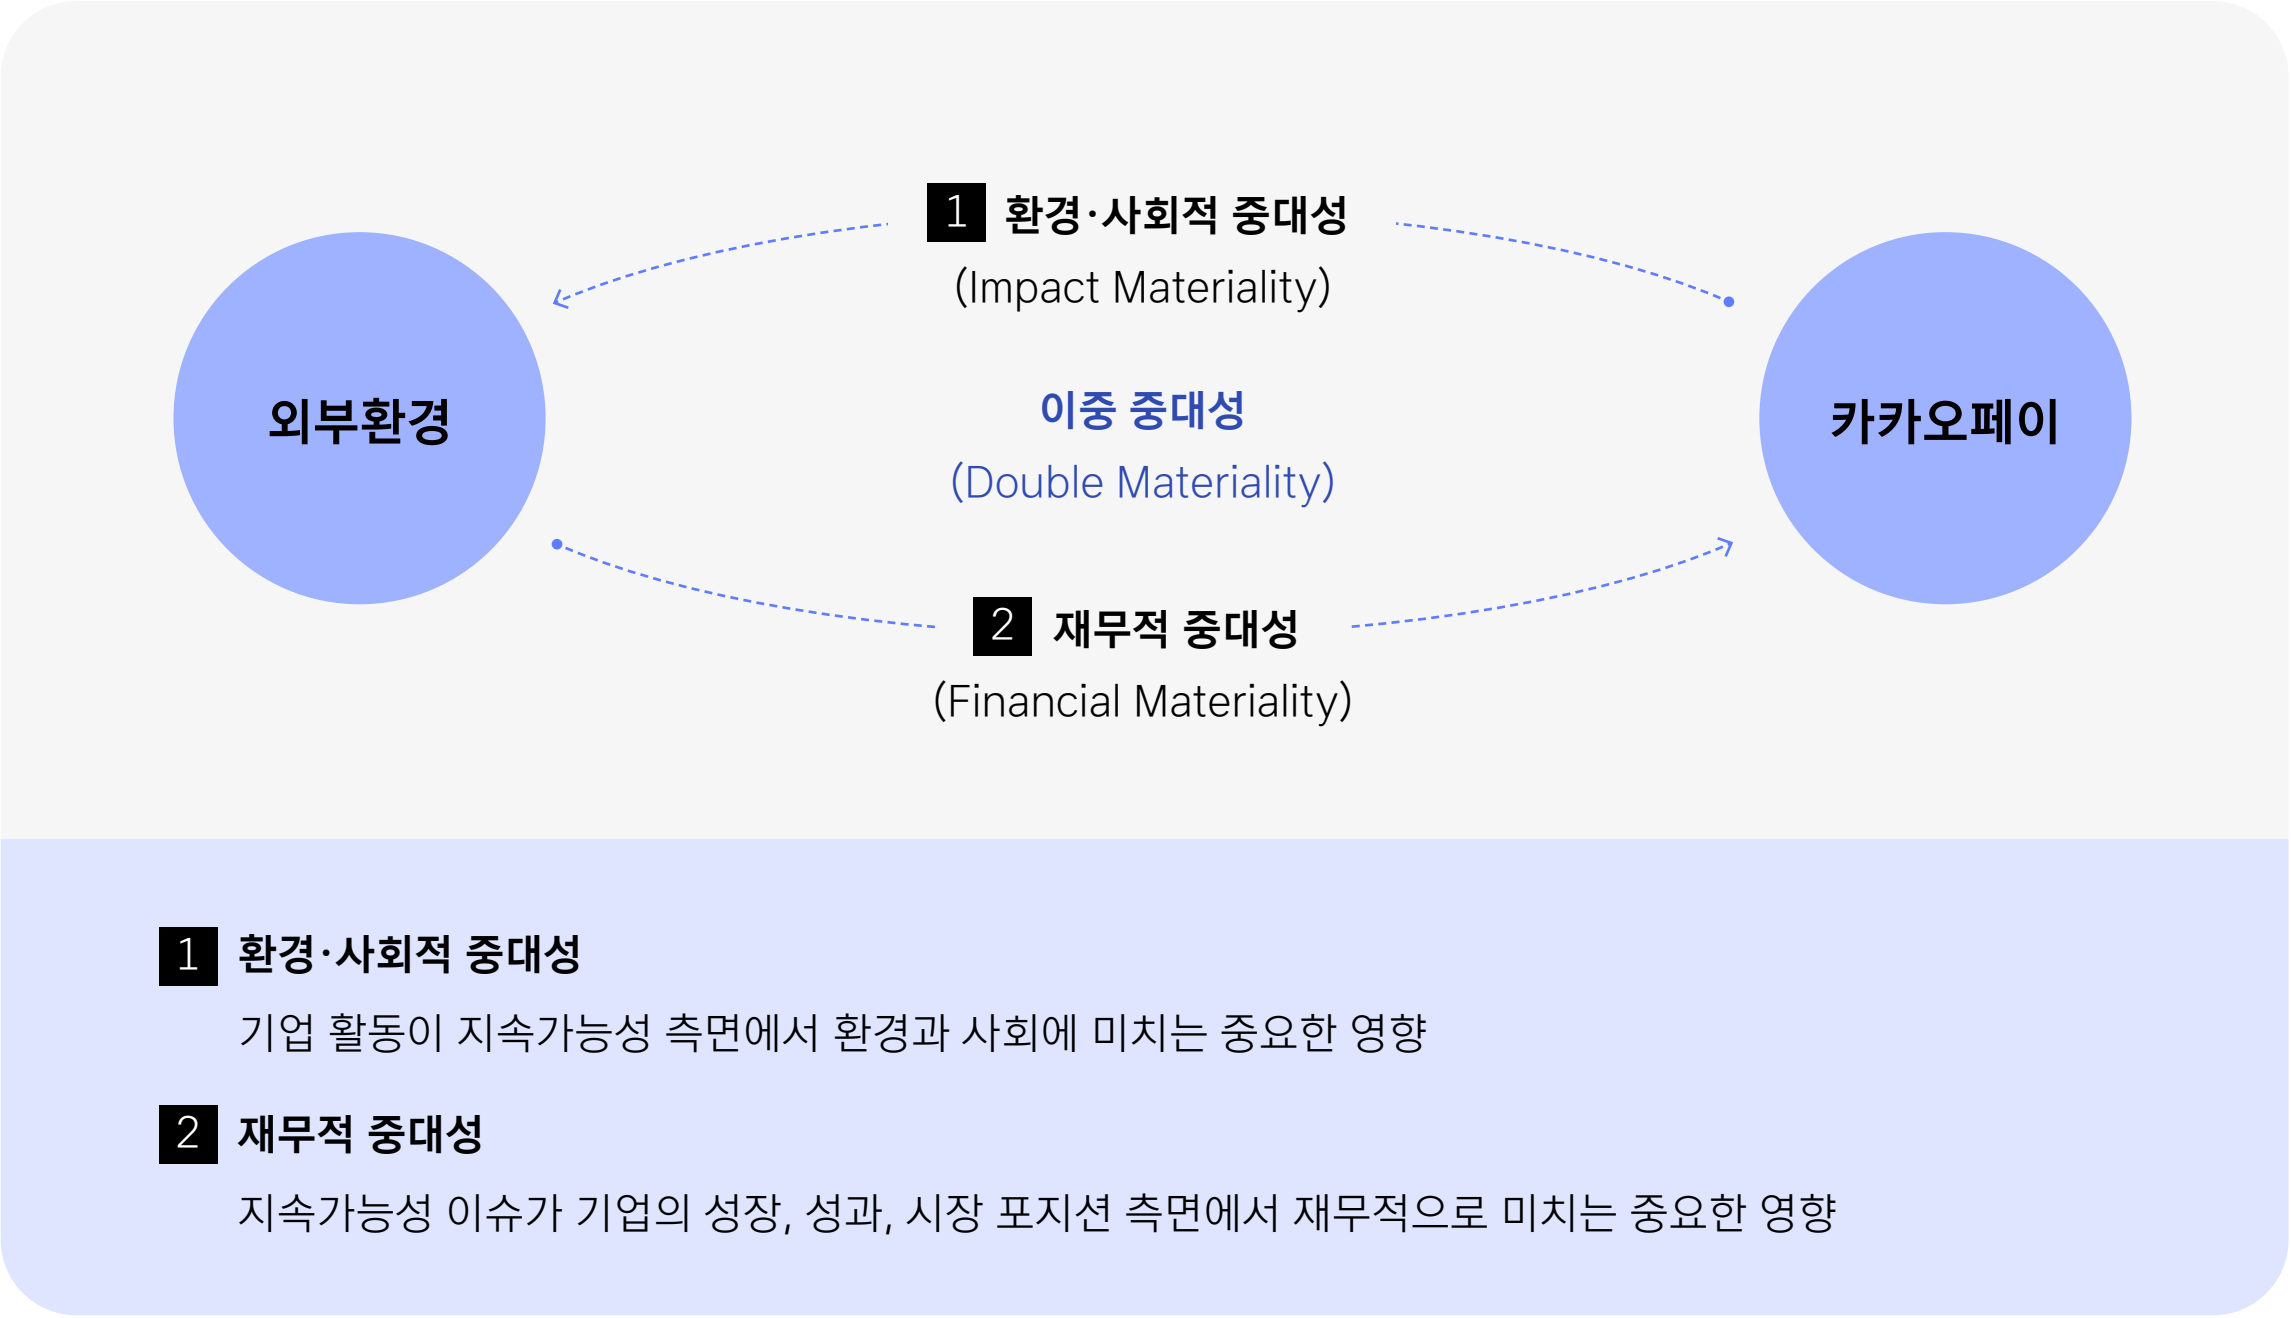 1 환경·사회적 중대성
(Impact Materiality)
외부환경
이중 중대성
(Double Materiality)
카카오페이
2 재무적 중대성
(Financial Materiality)
1 환경·사회적 중대성
기업 활동이 지속가능성 측면에서 환경과 사회에 미치는 중요한 영향
2 재무적 중대성
지속가능성 이슈가 기업의 성장, 성과, 시장 포지션 측면에서 재무적으로 미치는 중요한 영향